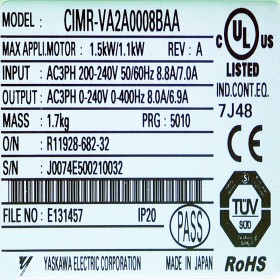 MODEL : CIMR-VA2A0008BAA
MAX APPLI.MOTOR : 1.5kW/1.1kW REV : A
INPUT : AC3PH 200-240V 50/60Hz 8.8A/7.0A
OUTPUT : AC3PH 0-240V 0-400Hz 8.0A/6.9A
MASS : 1.7kg PRG : 5010
O/N : R11928-682-32
S/N : J0074E500210032
FILE NO : E131457 IP20
PASS
YASKAWA ELECTRIC CORPORATION MADE IN JAPAN
c UL US
LISTED
IND.CONT.EQ.
7J48
TÜV
SÜD
RoHS